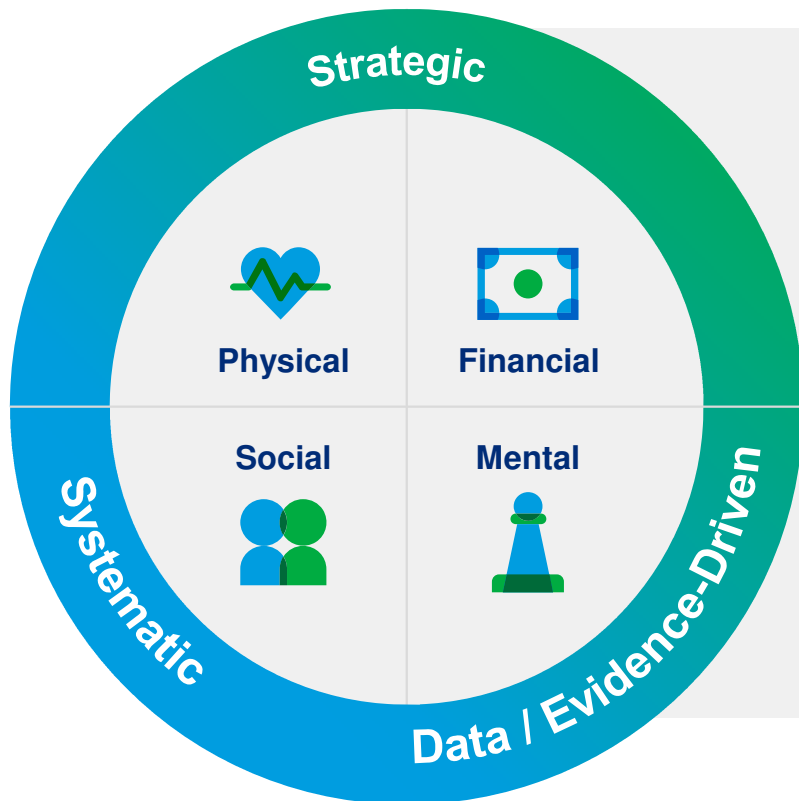 Strategic
Physical
Financial
Social
Mental
Systematic
Data / Evidence-Driven